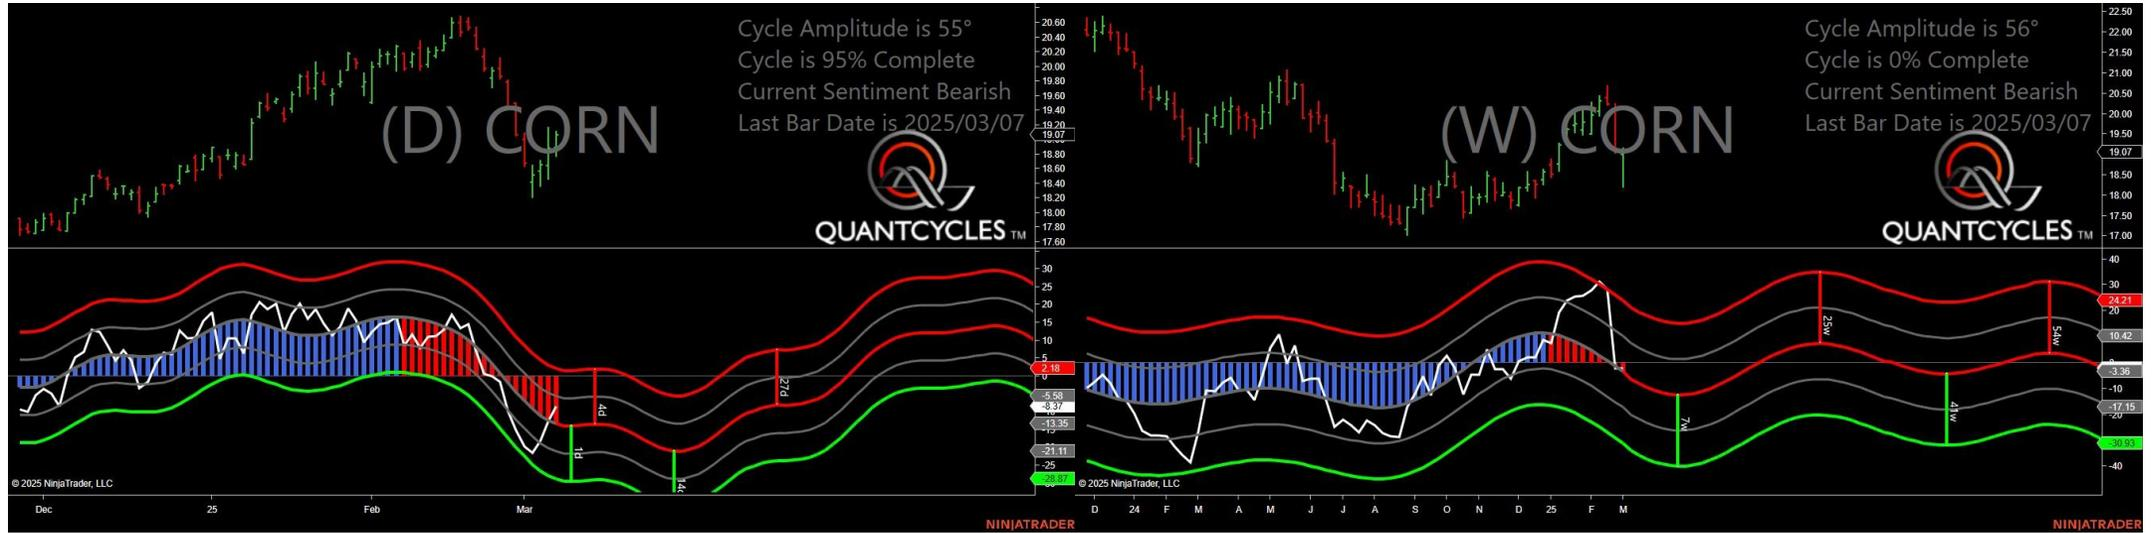 Cycle Amplitude is 55°
Cycle is 95% Complete
Current Sentiment Bearish
Last Bar Date is 2025/03/07
(D) CORN
QUANTCYCLES TM
20.60
20.40
20.20
20.00
19.80
19.60
19.40
19.20
19.07
18.80
18.60
18.40
18.20
18.00
17.80
17.60
30
25
20
15
10
5
2.18
0
-5.58
-8.37
-13.35
-21.11
-25
-28.87
4d
1d
14d
27d
© 2025 NinjaTrader, LLC
Dec
25
Feb
Mar
NINJATRADER
Cycle Amplitude is 56°
Cycle is 0% Complete
Current Sentiment Bearish
Last Bar Date is 2025/03/07
(W) CORN
QUANTCYCLES TM
22.50
22.00
21.50
21.00
20.50
20.00
19.50
19.07
18.50
18.00
17.50
17.00
40
30
24.21
20
10.42
-3.36
-10
-17.15
-20
-30.93
-40
25w
54w
7w
41w
© 2025 NinjaTrader, LLC
D 24 F M A M J J A S O N D 25 F M
NINJATRADER